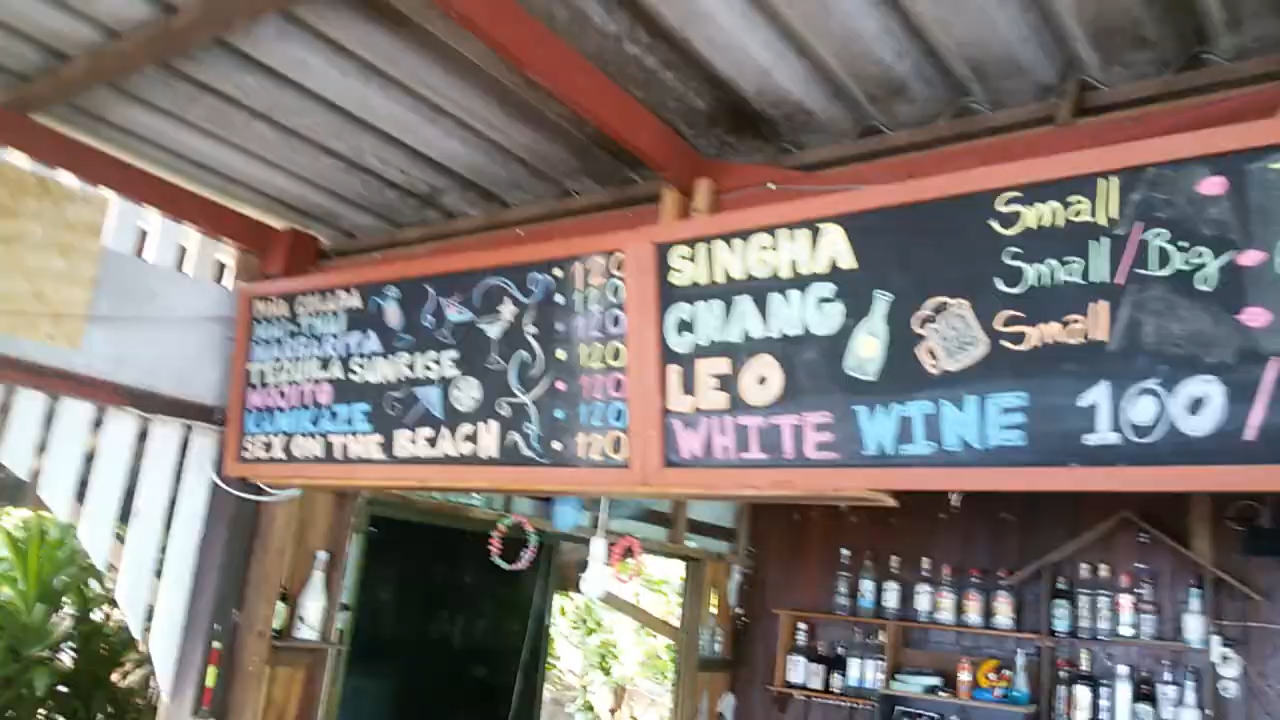 PIÑA COLADA 120
MAI-THAI 120
MARGARITA 120
TEQUILA SUNRISE 120
MOJITO 120
KAMIKAZE 120
SEX ON THE BEACH 120
SINGHA Small
CHANG Small/Big
LEO Small
WHITE WINE 100/